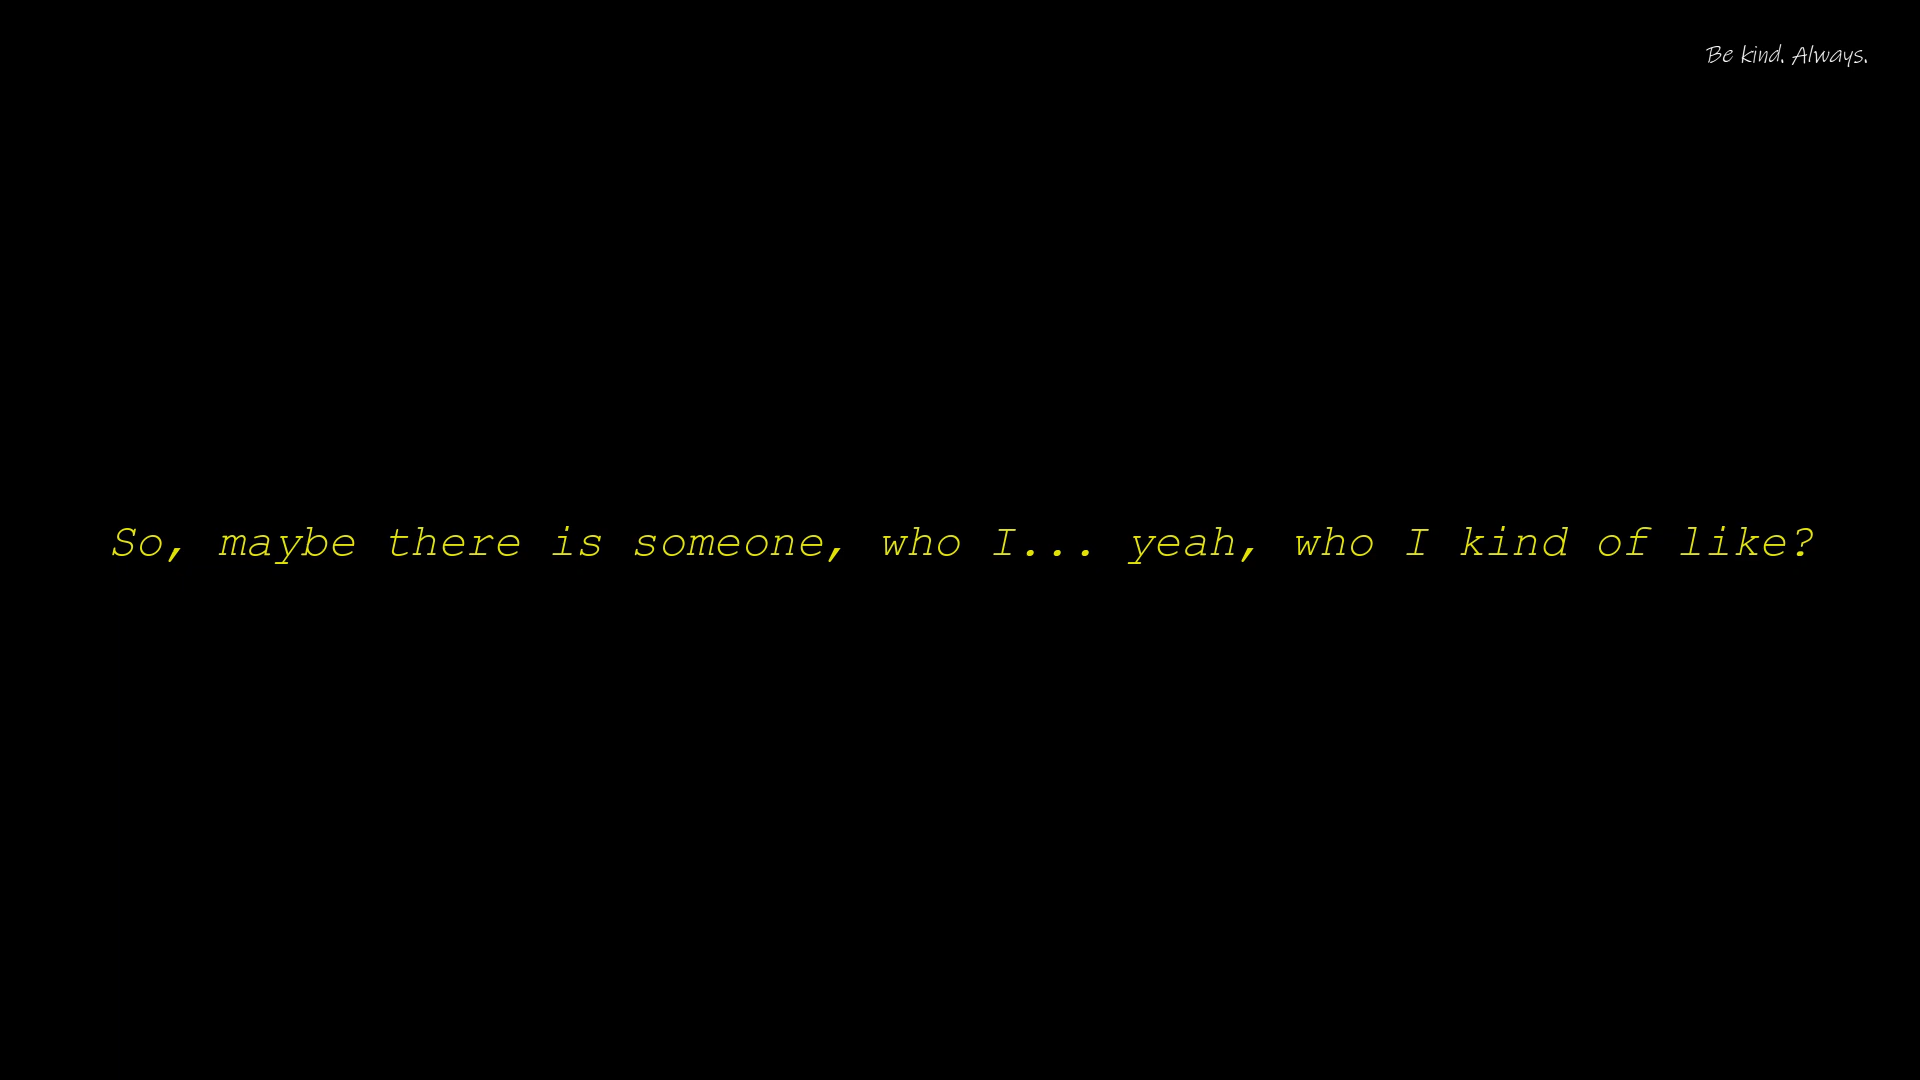 Be kind. Always.
So, maybe there is someone, who I... yeah, who I kind of like?